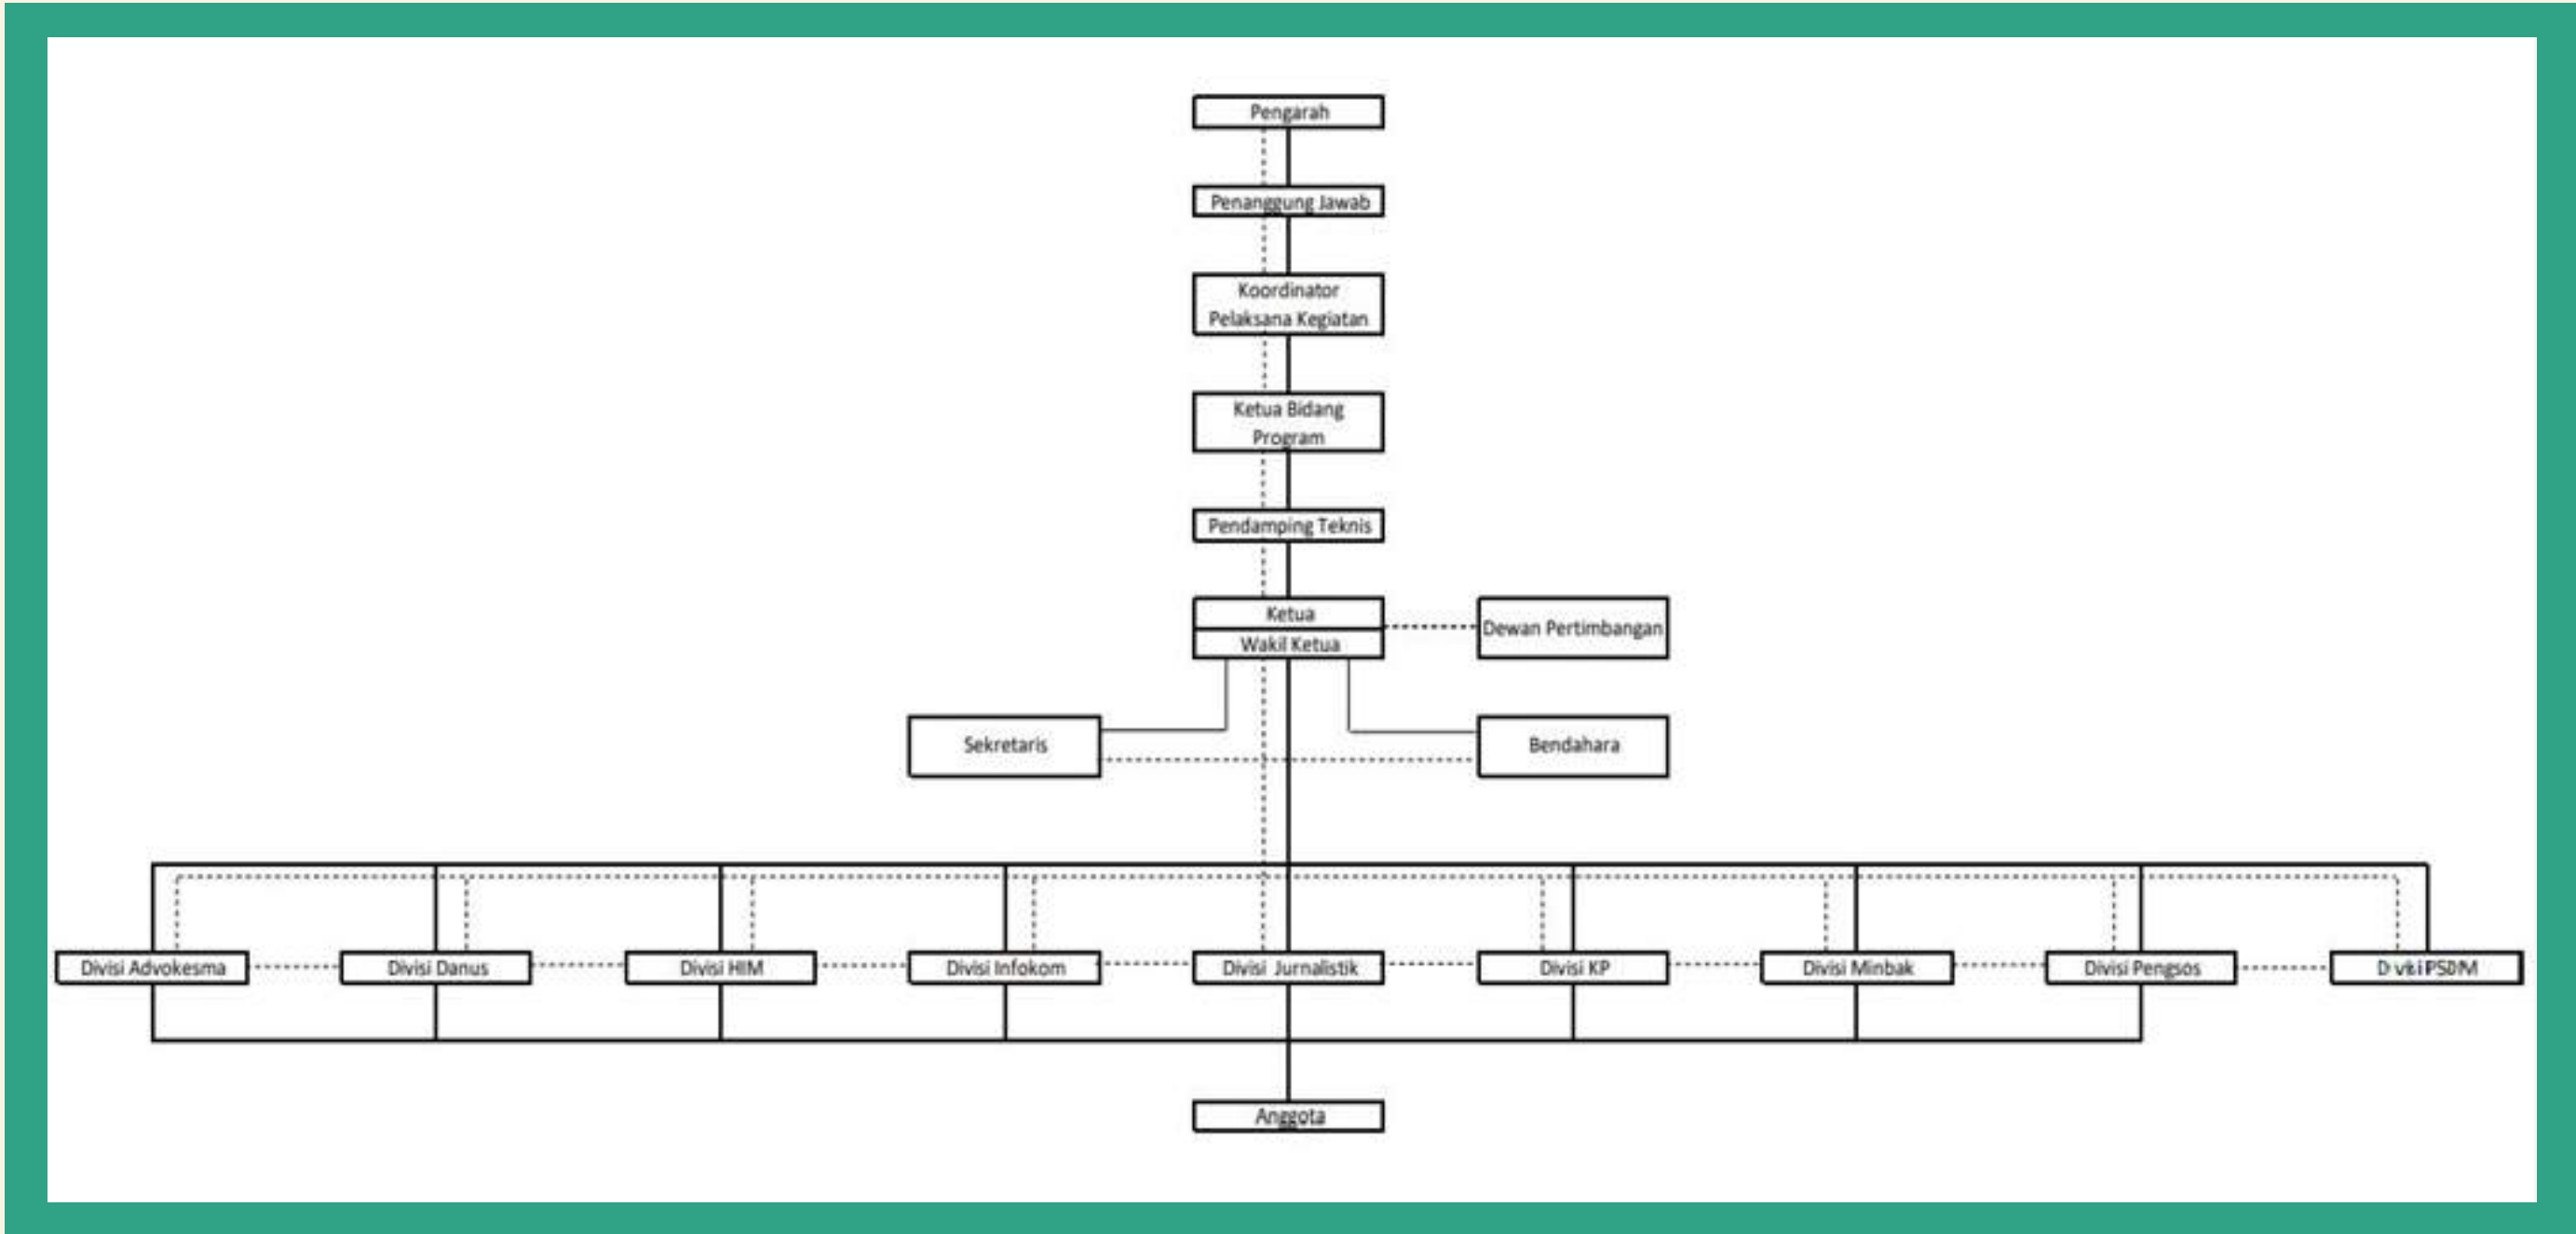 Pengarah
Penanggung Jawab
Koordinator
Pelaksana Kegiatan
Ketua Bidang
Program
Pendamping Teknis
Ketua
Wakil Ketua
Dewan Pertimbangan
Sekretaris
Bendahara
Divisi Advokesma
Divisi Danus
Divisi HIM
Divisi Infokom
Divisi Jurnalistik
Divisi KP
Divisi Minbak
Divisi Pengsos
PSDM
Anggota